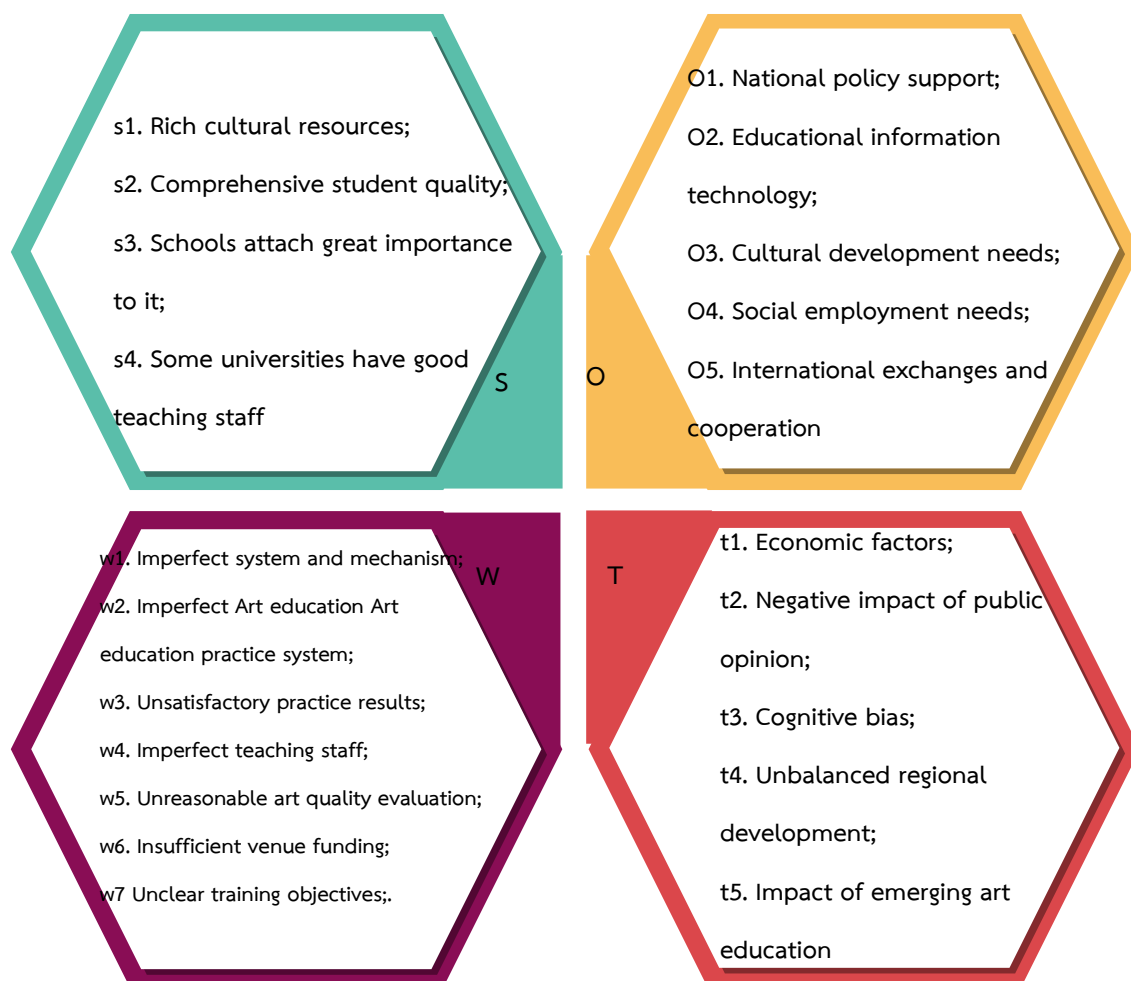 s1. Rich cultural resources;
s2. Comprehensive student quality;
s3. Schools attach great importance
to it;
s4. Some universities have good
teaching staff
S
O1. National policy support;
O2. Educational information
technology;
O3. Cultural development needs;
O4. Social employment needs;
O5. International exchanges and
cooperation
O
w1. Imperfect system and mechanism;
w2. Imperfect Art education Art
education practice system;
w3. Unsatisfactory practice results;
w4. Imperfect teaching staff;
w5. Unreasonable art quality evaluation;
w6. Insufficient venue funding;
w7 Unclear training objectives;.
W
t1. Economic factors;
t2. Negative impact of public
opinion;
t3. Cognitive bias;
t4. Unbalanced regional
development;
t5. Impact of emerging art
education
T